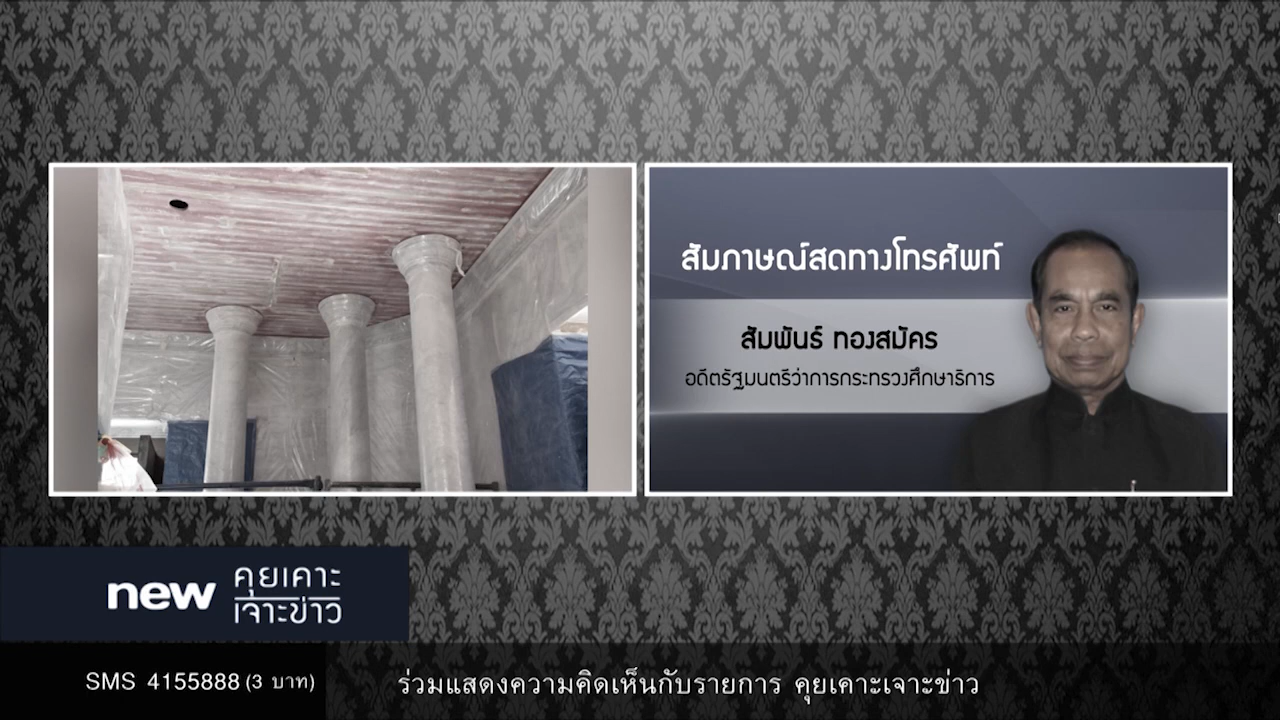 สัมภาษณ์สดทางโทรศัพท์
สัมพันธ์ ทองสมัคร
อดีตรัฐมนตรีว่าการกระทรวงศึกษาธิการ
new คุยเคาะ
เจาะข่าว
SMS 4155888 (3 บาท)
ร่วมแสดงความคิดเห็นกับรายการ คุยเคาะเจาะข่าว